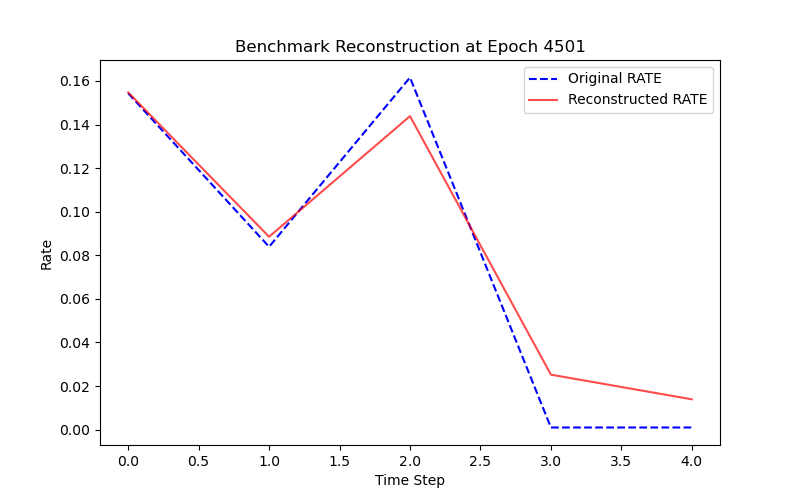 Benchmark Reconstruction at Epoch 4501
Original RATE
Reconstructed RATE
Rate
0.16
0.14
0.12
0.10
0.08
0.06
0.04
0.02
0.00
0.0 0.5 1.0 1.5 2.0 2.5 3.0 3.5 4.0
Time Step